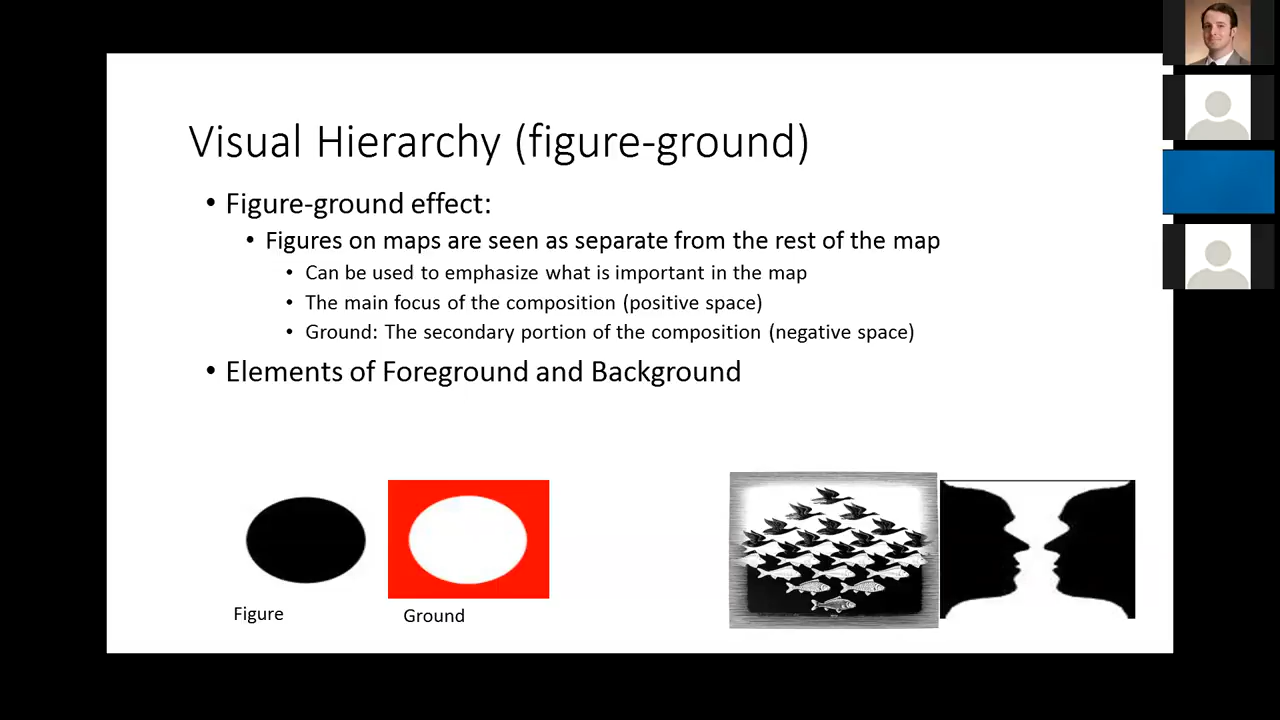 Visual Hierarchy (figure-ground)
• Figure-ground effect:
• Figures on maps are seen as separate from the rest of the map
• Can be used to emphasize what is important in the map
• The main focus of the composition (positive space)
• Ground: The secondary portion of the composition (negative space)
• Elements of Foreground and Background
Figure
Ground